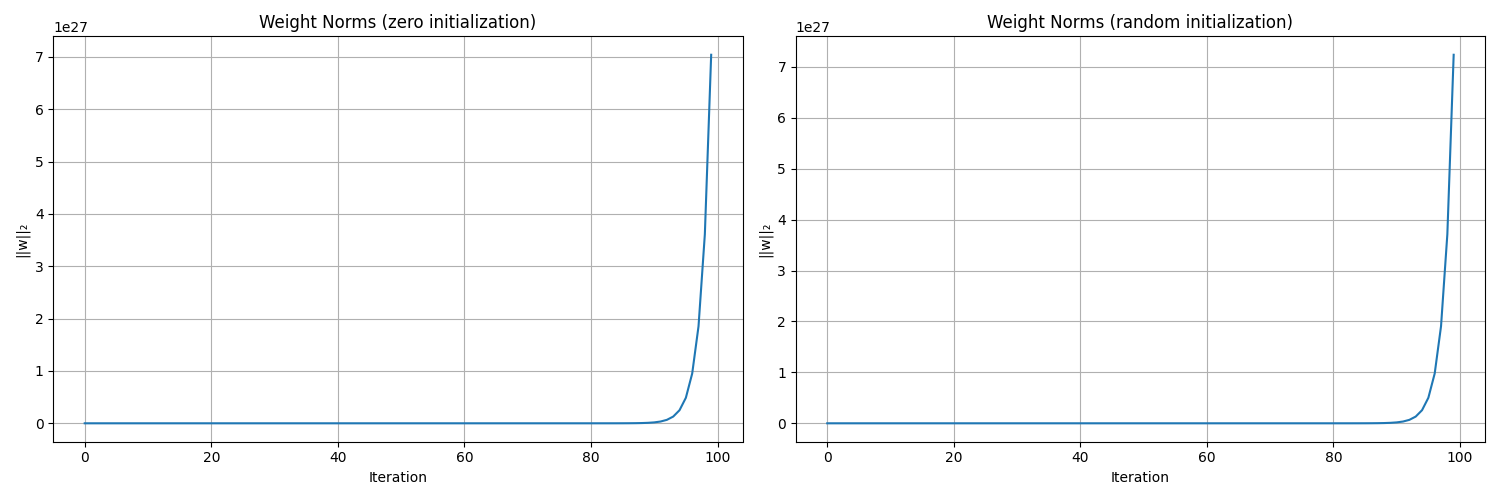 Weight Norms (zero initialization)
1e27
7
6
5
4
3
2
1
0
||w||₂
0 20 40 60 80 100
Iteration
Weight Norms (random initialization)
1e27
7
6
5
4
3
2
1
0
||w||₂
0 20 40 60 80 100
Iteration